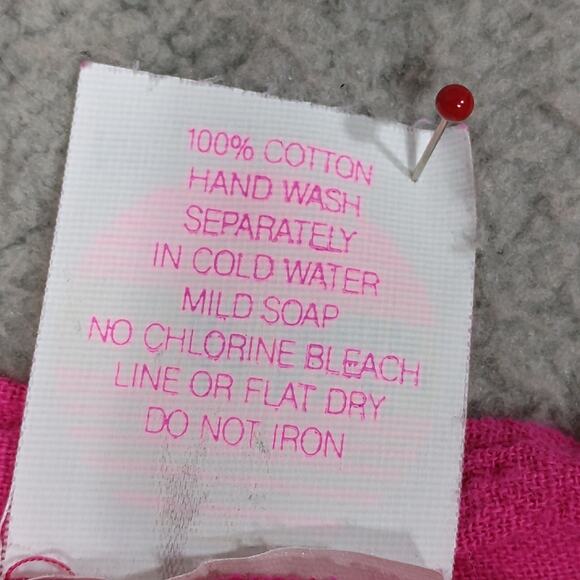 100% COTTON
HAND WASH
SEPARATELY
IN COLD WATER
MILD SOAP
NO CHLORINE BLEACH
LINE OR FLAT DRY
DO NOT IRON